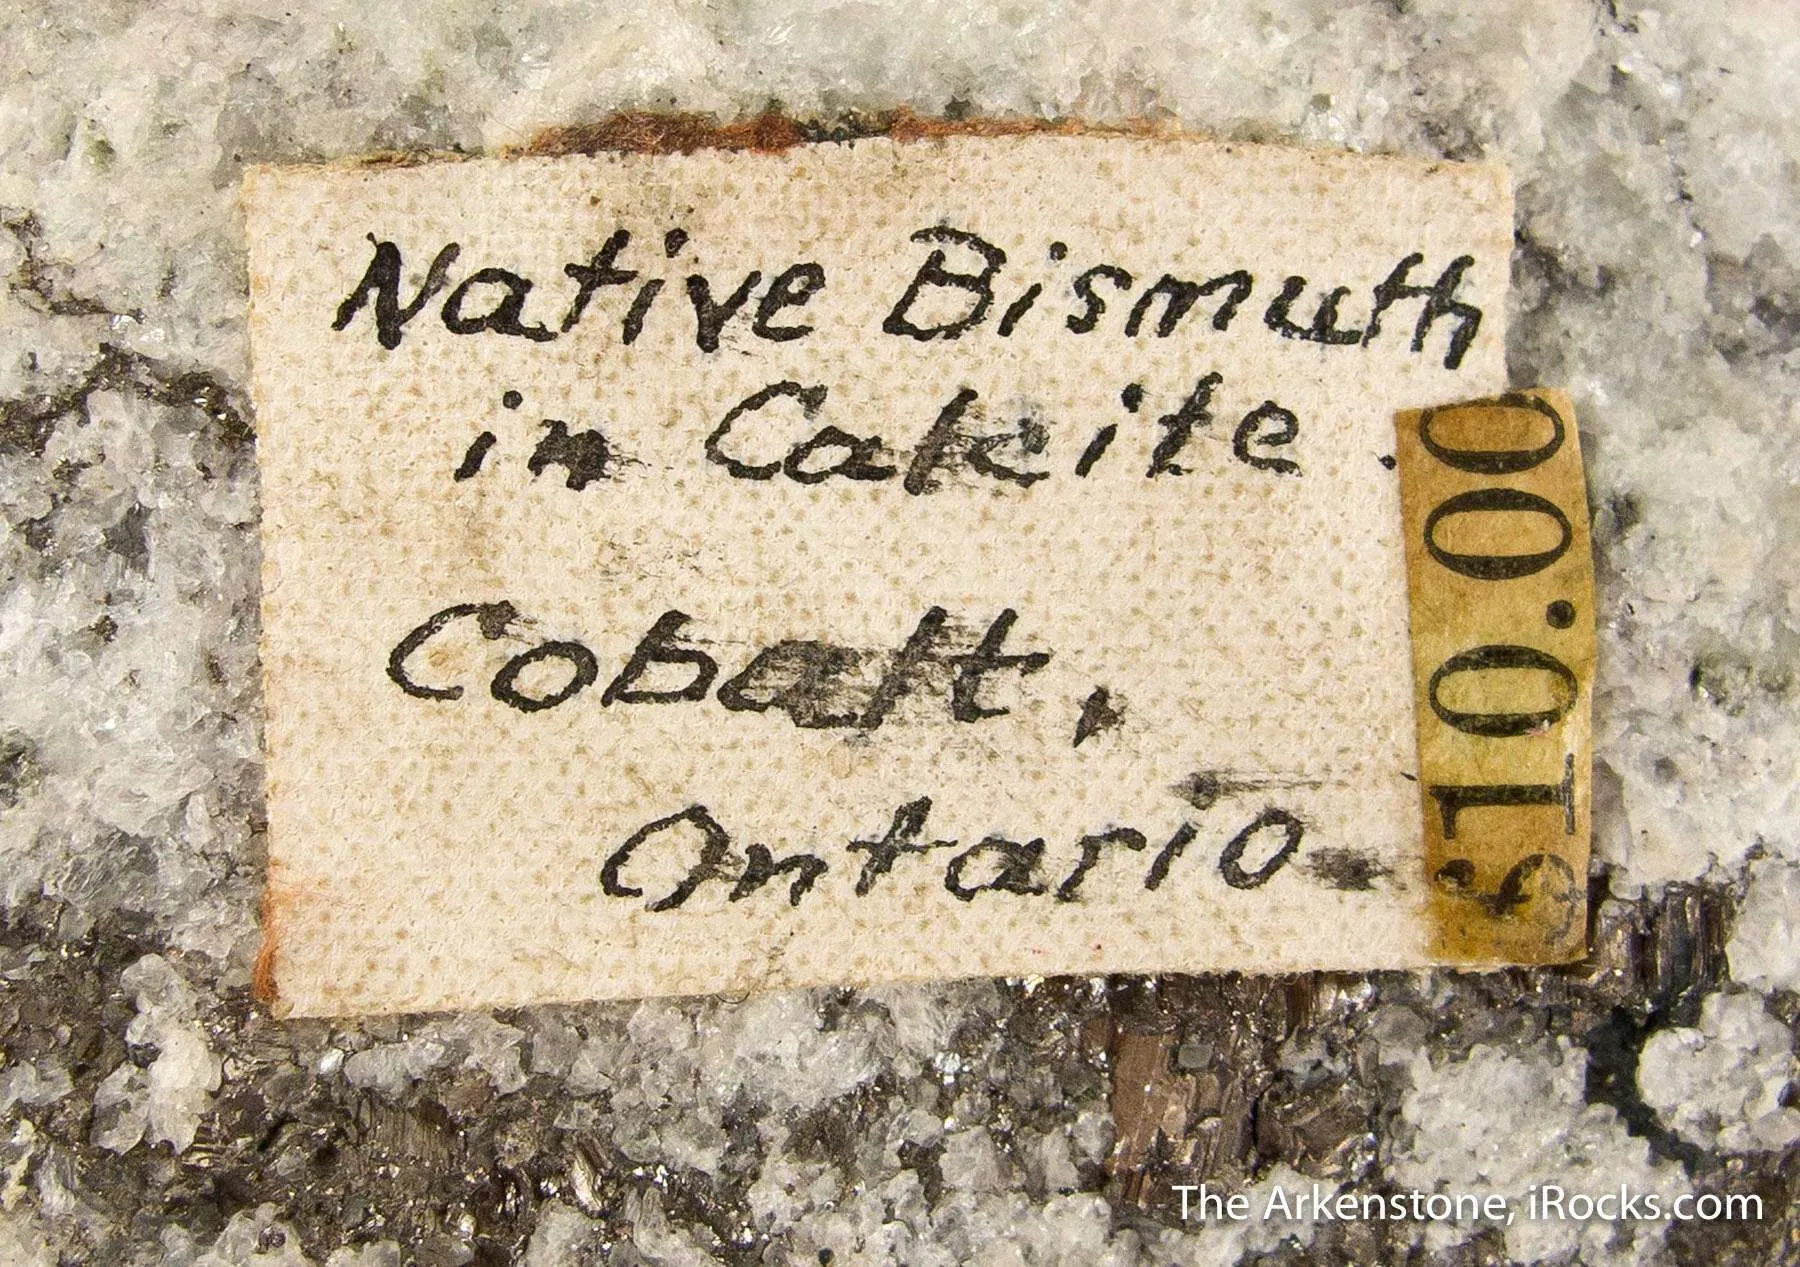 Native Bismuth
in Calcite.
Cobalt,
Ontario.
$10.00
The Arkenstone, iRocks.com